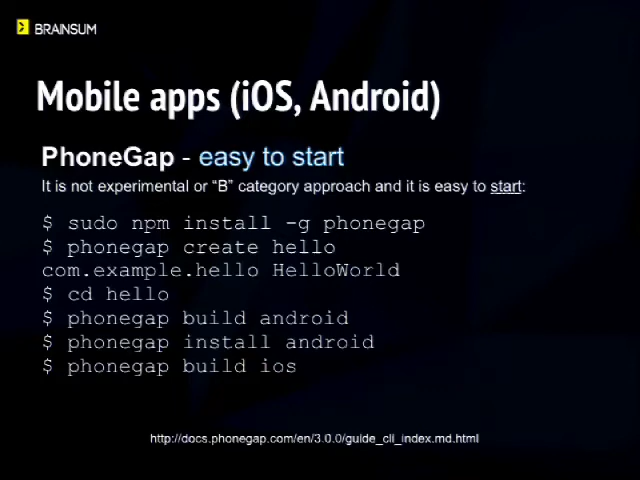 BRAINSUM
Mobile apps (iOS, Android)
PhoneGap - easy to start
It is not experimental or “B” category approach and it is easy to start:
$ sudo npm install -g phonegap
$ phonegap create hello
com.example.hello HelloWorld
$ cd hello
$ phonegap build android
$ phonegap install android
$ phonegap build ios
http://docs.phonegap.com/en/3.0.0/guide_cli_index.md.html